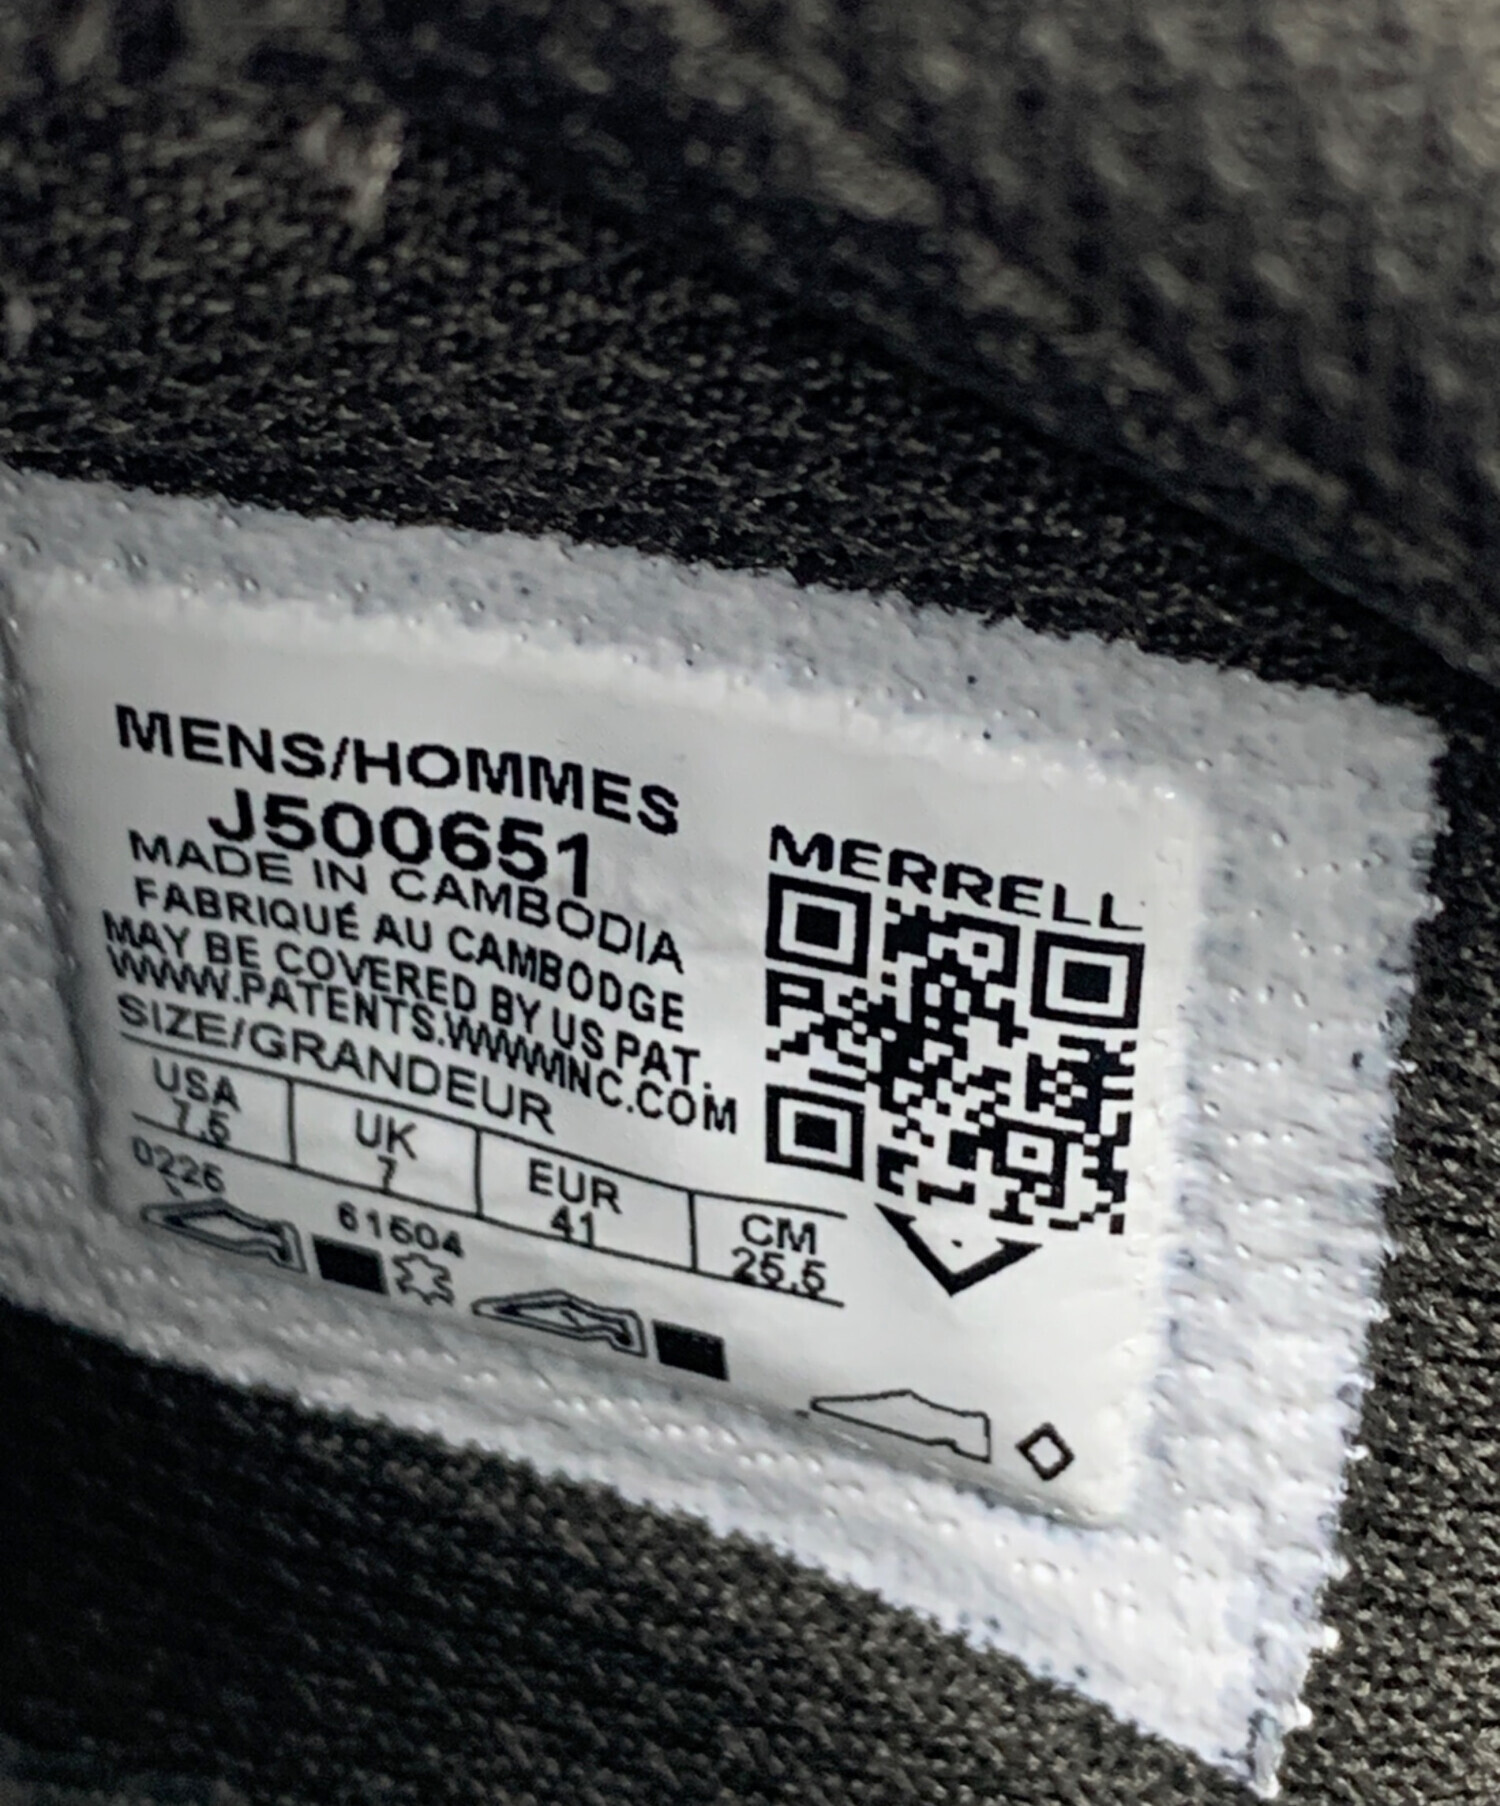 MENS/HOMMES
J500651
MADE IN CAMBODIA
FABRIQUÉ AU CAMBODGE
MAY BE COVERED BY US PAT.
WWW.PATENTS.WWWINC.COM
SIZE/GRANDEUR
USA UK EUR CM
7.5 7 41 25.5
0226 61604
MERRELL